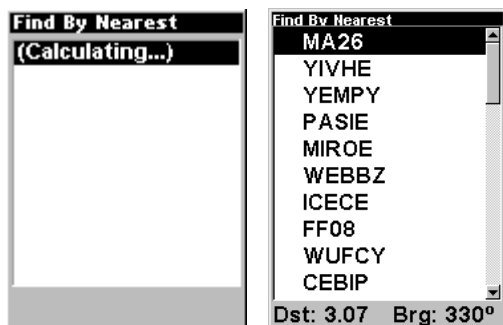 Find By Nearest
(Calculating...)
Find By Nearest
MA26
YIVHE
YEMPY
PASIE
MIROE
WEBBZ
ICECE
FF08
WUFCY
CEBIP
Dst: 3.07 Brg: 330º